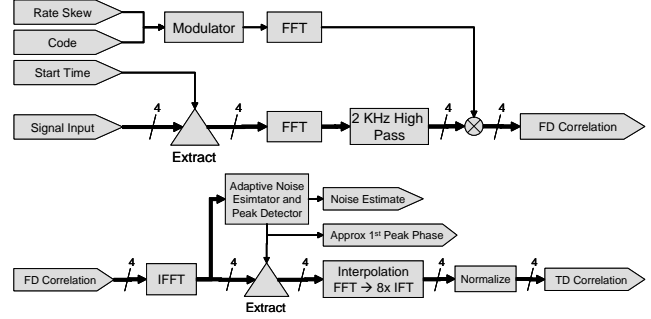 Rate Skew
Modulator
FFT
Code
Start Time
4
4
4
4
Signal Input
FFT
2 KHz High
Pass
FD Correlation
Extract
Adaptive Noise
Esimtator and
Peak Detector
Noise Estimate
Approx 1st Peak Phase
4
4
4
4
4
FD Correlation
IFFT
Interpolation
FFT → 8x IFT
Normalize
TD Correlation
Extract